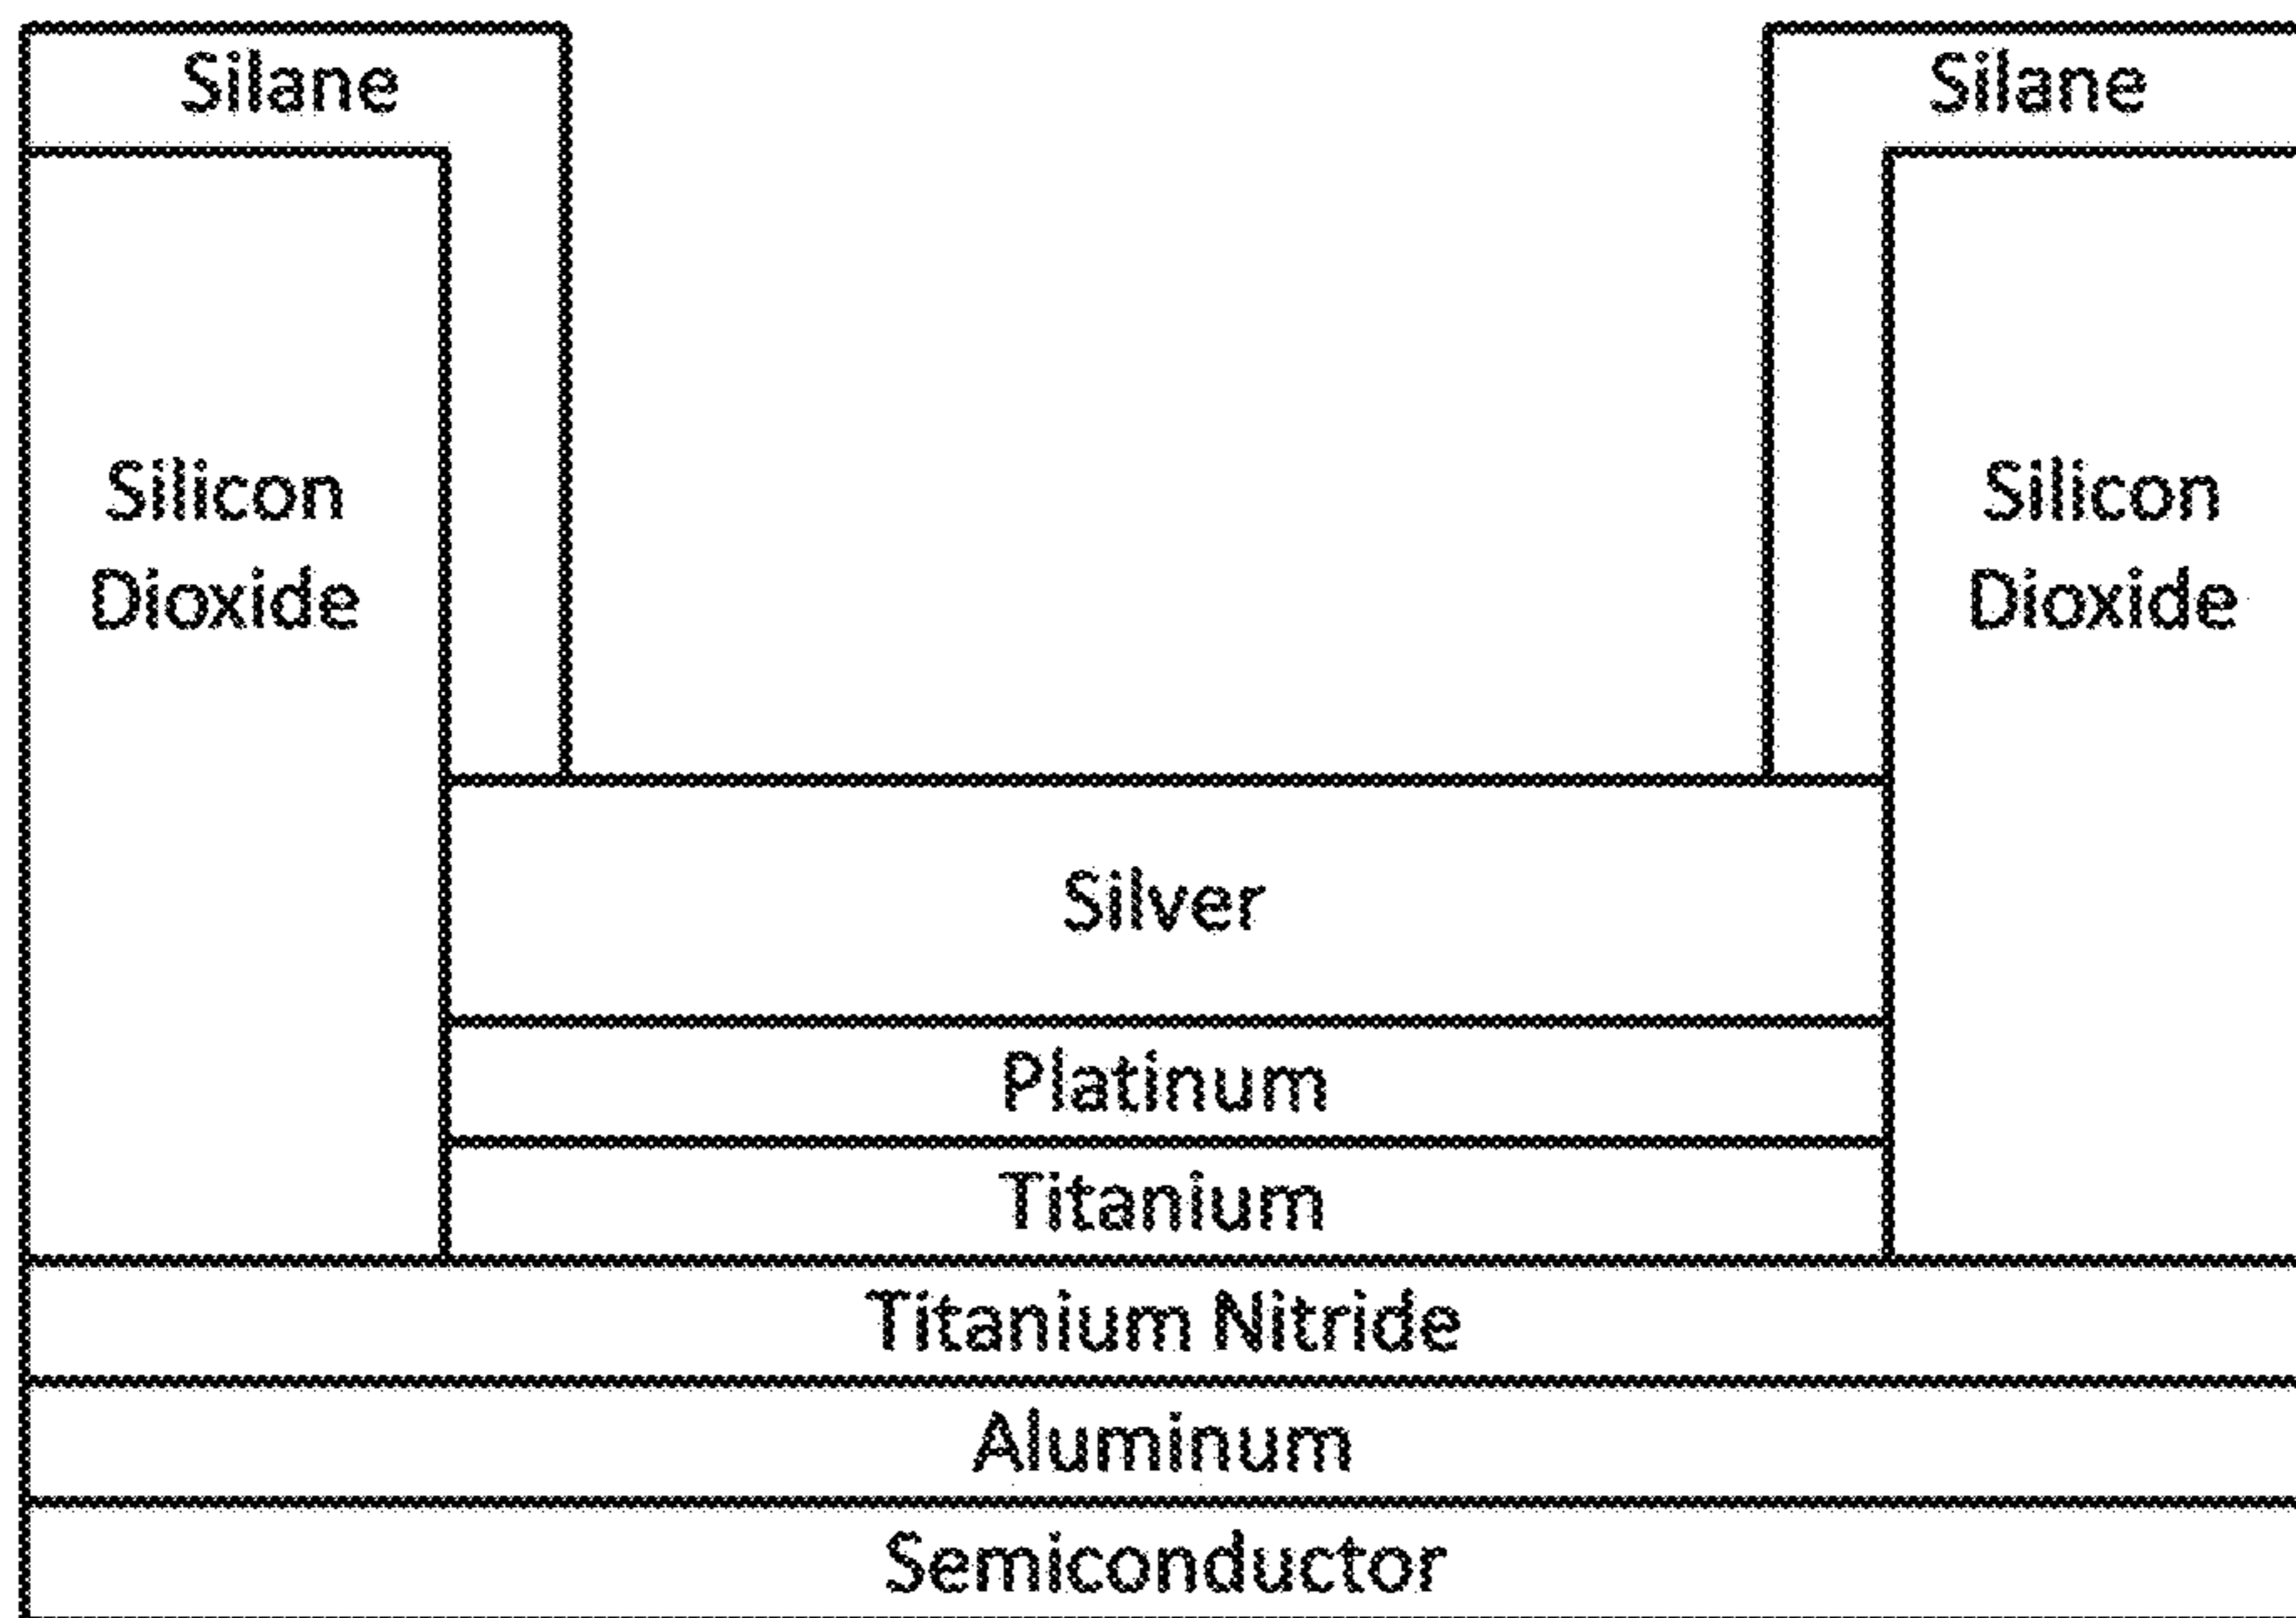 Silane
Silane
Silicon
Dioxide
Silicon
Dioxide
Silver
Platinum
Titanium
Titanium Nitride
Aluminum
Semiconductor